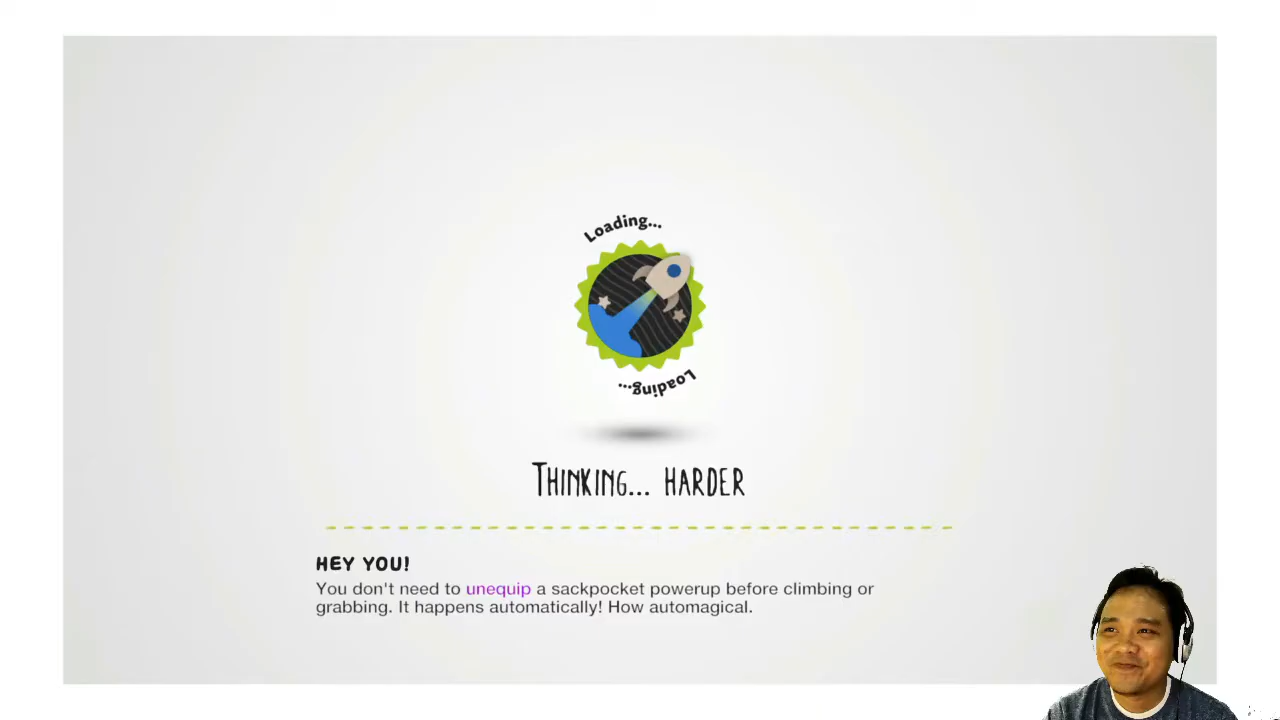 Loading...
Loading...
Thinking... harder
HEY YOU!
You don't need to unequip a sackpocket powerup before climbing or
grabbing. It happens automatically! How automagical.